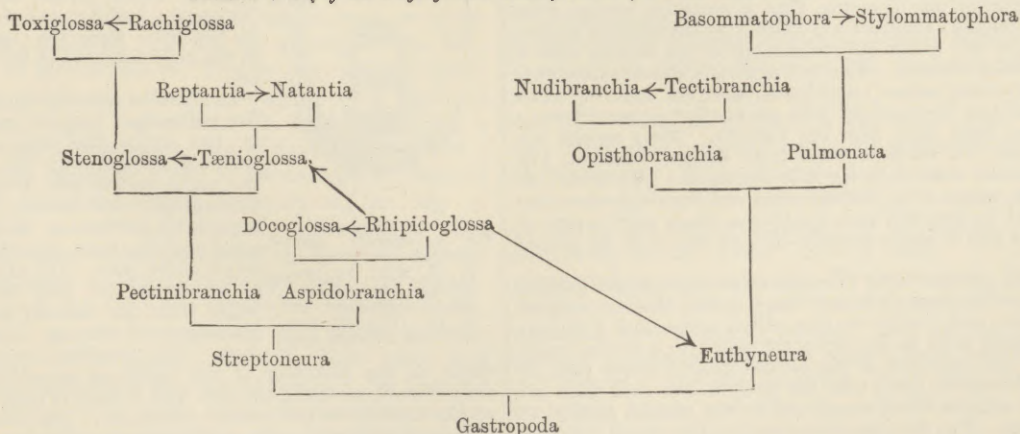 Toxiglossa←Rachiglossa
Basommatophora→Stylommatophora
Reptantia→Natantia
Nudibranchia←Tectibranchia
Stenoglossa←Tænioglossa
Opisthobranchia
Pulmonata
Docoglossa←Rhipidoglossa
Pectinibranchia
Aspidobranchia
Streptoneura
Euthyneura
Gastropoda